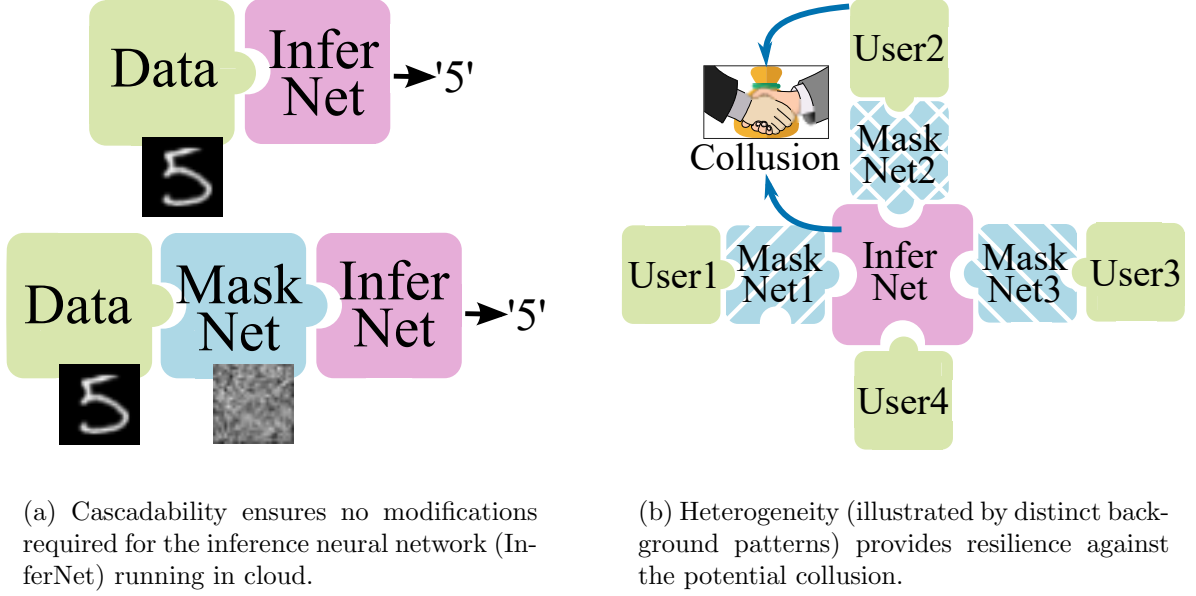 Data
Infer
Net
'5'
Data
Mask
Net
Infer
Net
'5'
(a) Cascadability ensures no modifications
required for the inference neural network (In-
ferNet) running in cloud.
User2
Collusion
Mask
Net2
User1
Mask
Net1
Infer
Net
Mask
Net3
User3
User4
(b) Heterogeneity (illustrated by distinct back-
ground patterns) provides resilience against
the potential collusion.